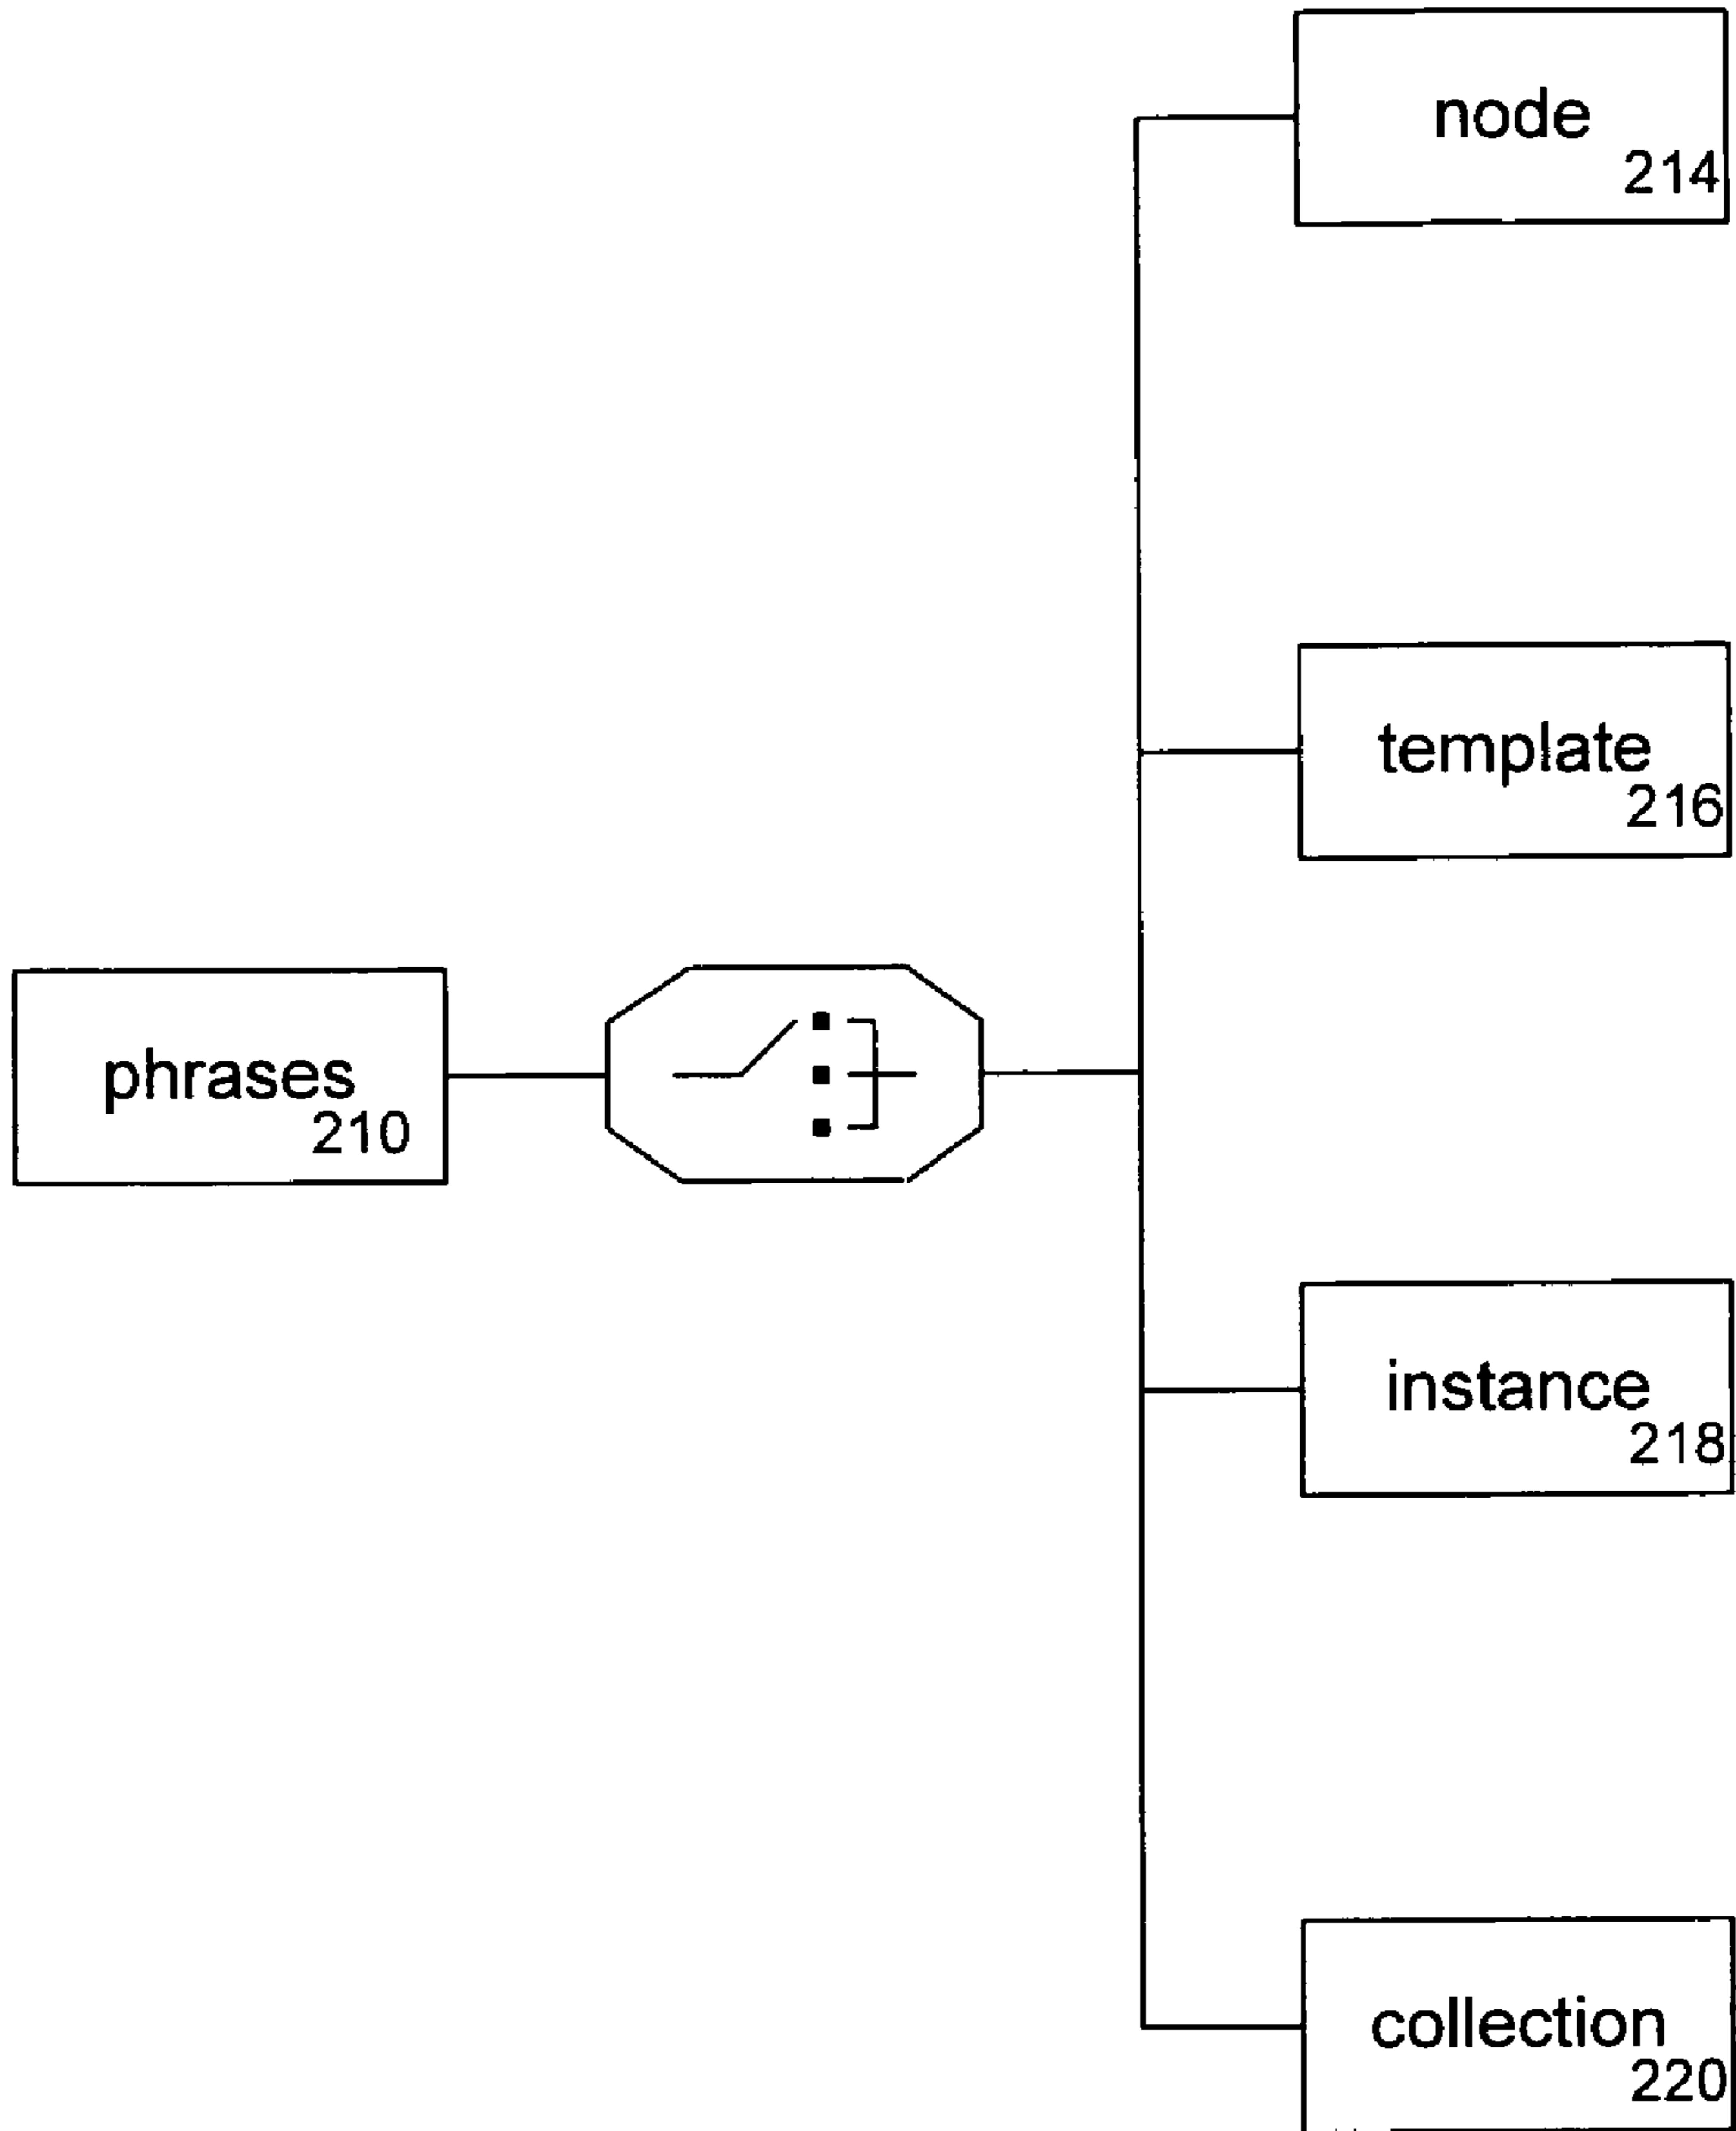 node
214
template
216
phrases
210
instance
218
collection
220